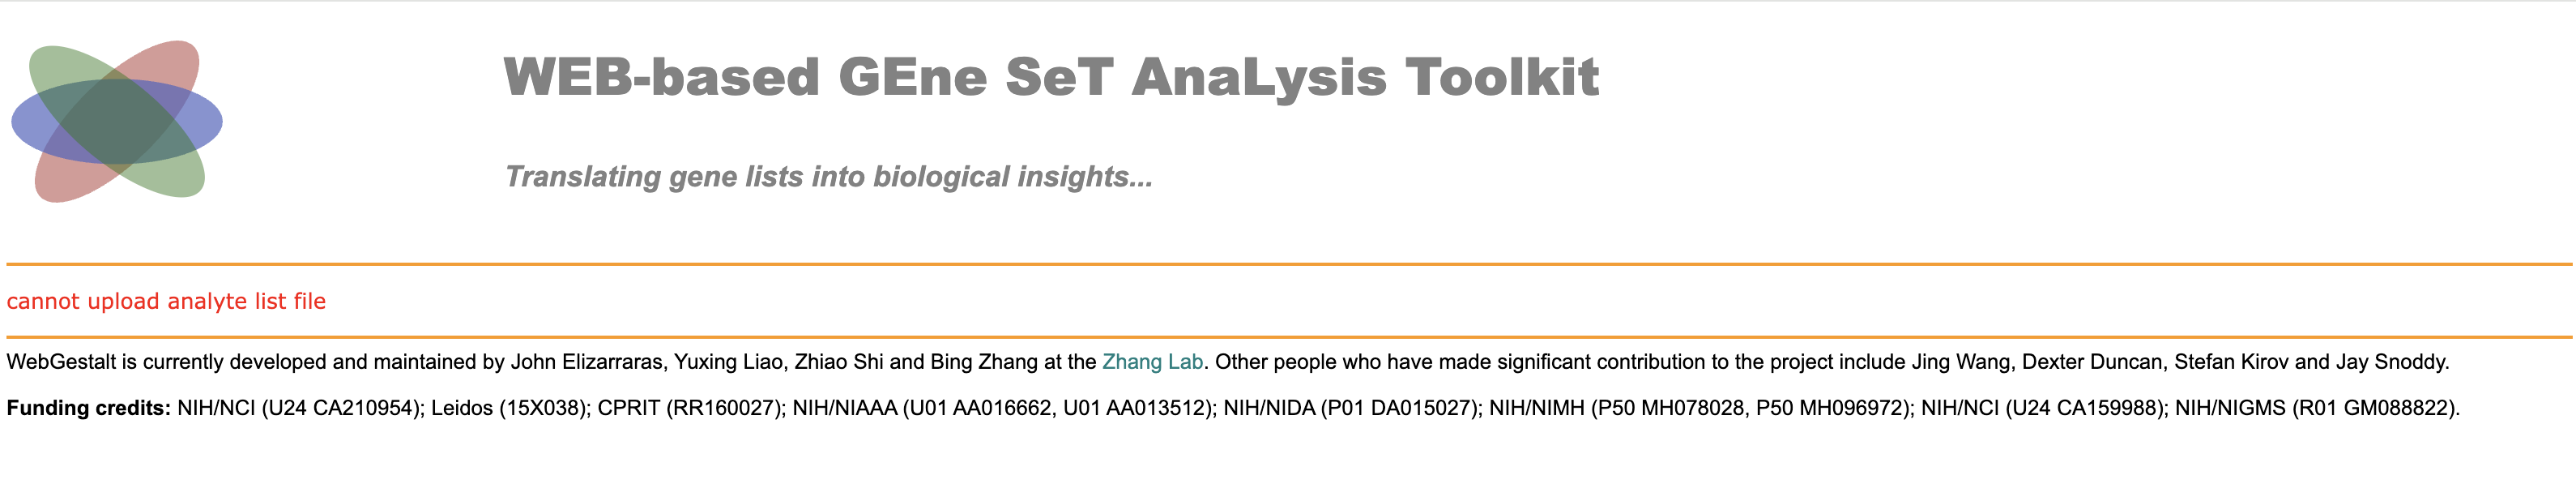 WEB-based GEne SeT AnaLysis Toolkit
Translating gene lists into biological insights...
cannot upload analyte list file
WebGestalt is currently developed and maintained by John Elizarraras, Yuxing Liao, Zhiao Shi and Bing Zhang at the Zhang Lab. Other people who have made significant contribution to the project include Jing Wang, Dexter Duncan, Stefan Kirov and Jay Snoddy.
Funding credits: NIH/NCI (U24 CA210954); Leidos (15X038); CPRIT (RR160027); NIH/NIAAA (U01 AA016662, U01 AA013512); NIH/NIDA (P01 DA015027); NIH/NIMH (P50 MH078028, P50 MH096972); NIH/NCI (U24 CA159988); NIH/NIGMS (R01 GM088822).